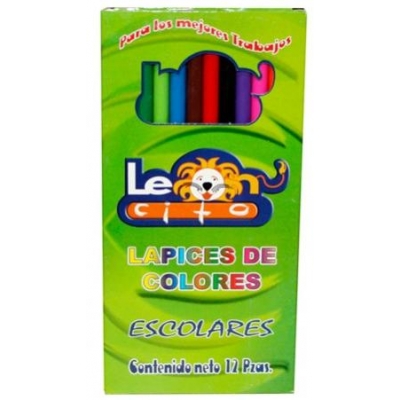 Para los mejores Trabajos
Leon
cito
LAPICES DE
COLORES
ESCOLARES
Contenido neto 12 Pzas.